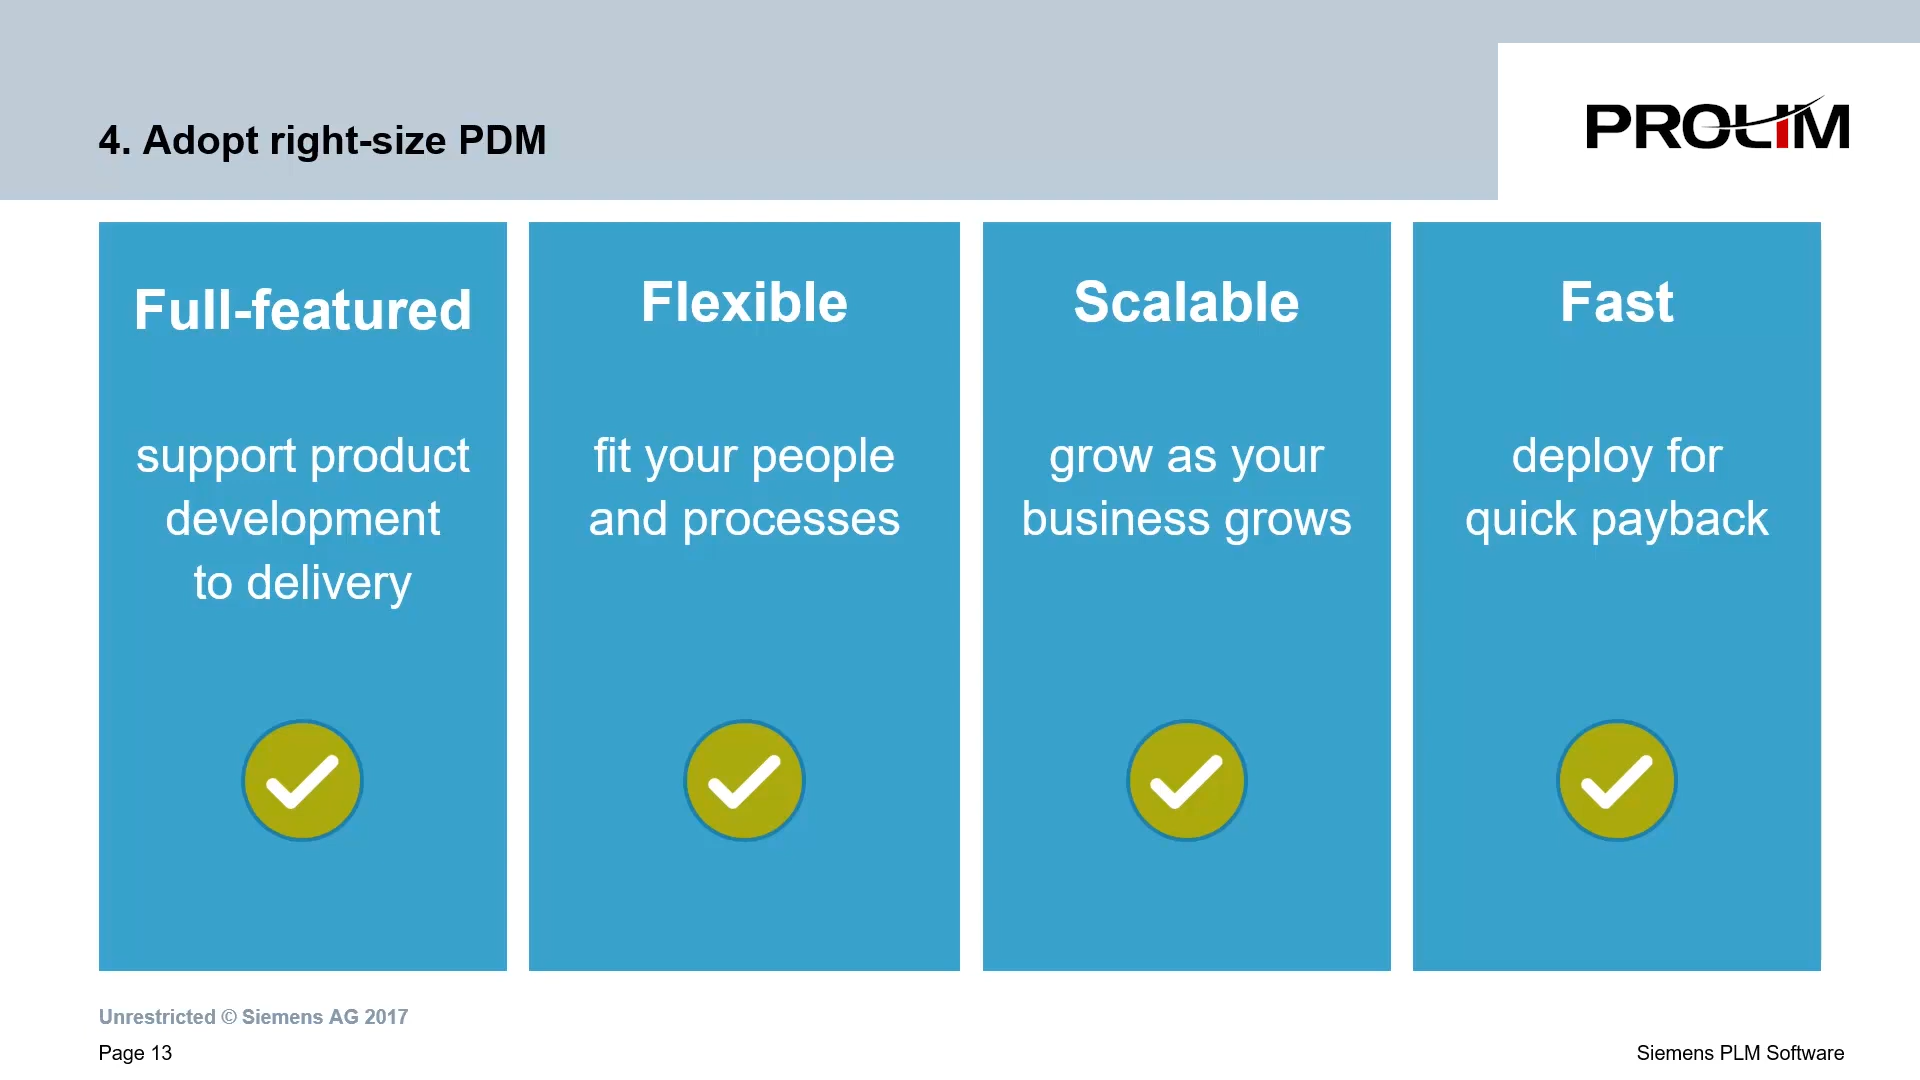 4. Adopt right-size PDM
PROLIM
Full-featured
support product
development
to delivery
Flexible
fit your people
and processes
Scalable
grow as your
business grows
Fast
deploy for
quick payback
Unrestricted © Siemens AG 2017
Page 13
Siemens PLM Software